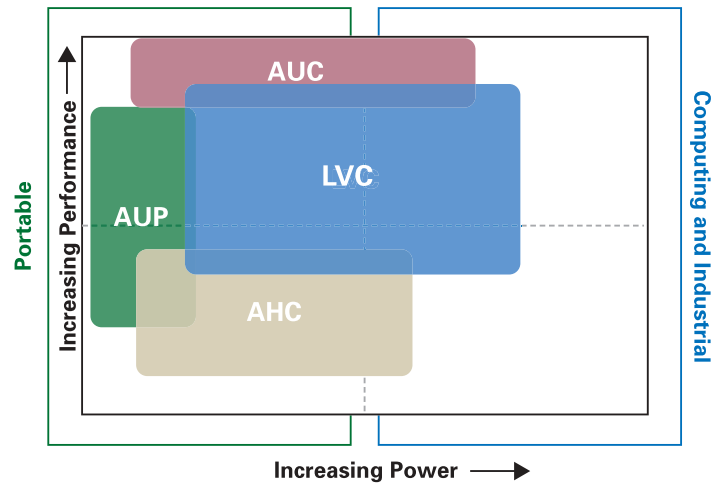 AUC
LVC
AUP
AHC
Portable
Increasing Performance
Computing and Industrial
Increasing Power